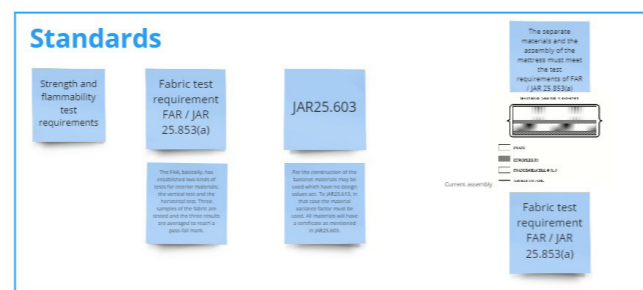 Standards
Strength and
flammability
test
requirements
Fabric test
requirement
FAR / JAR
25.853(a)
JAR25.603
The FAA, basically, has
established two kinds of
tests for interior materials:
the vertical test and the
horizontal test. Three
samples of the fabric are
tested and the three results
are averaged to reach a
pass-fail mark.
For the construction of the
materials may be
used which have no design
values yet. To JAR25.613, in
that case the material
variance factor must be
used. All materials will have
a certificate as mentioned
in JAR25.603.
The separate
materials and the
assembly of the
mattress must meet
the test
requirements of FAR
/ JAR 25.853(a)
Current assembly
Fabric test
requirement
FAR / JAR
25.853(a)